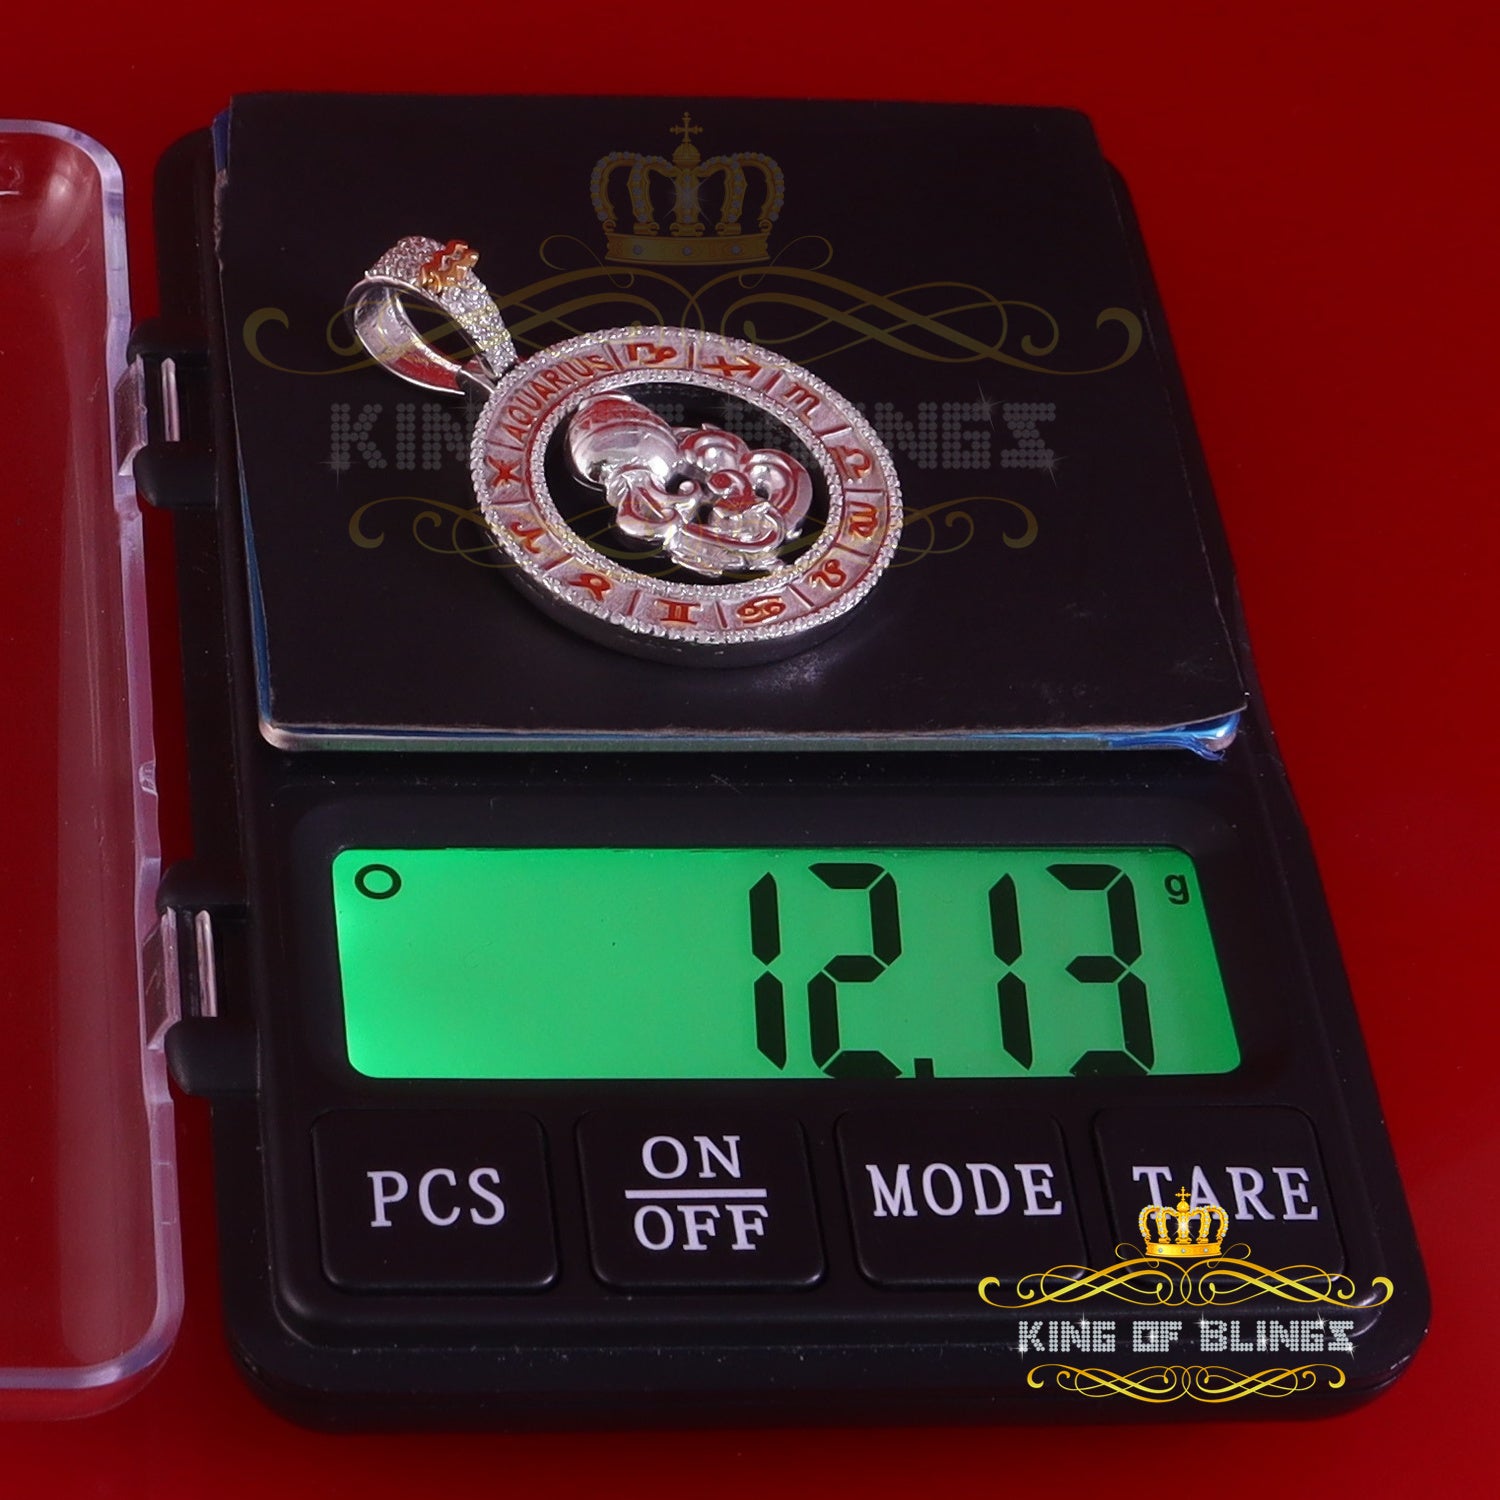 KING OF BLINGS
AQUARIUS
12.13 g
PCS
ON
OFF
MODE
TARE
KING OF BLINGS